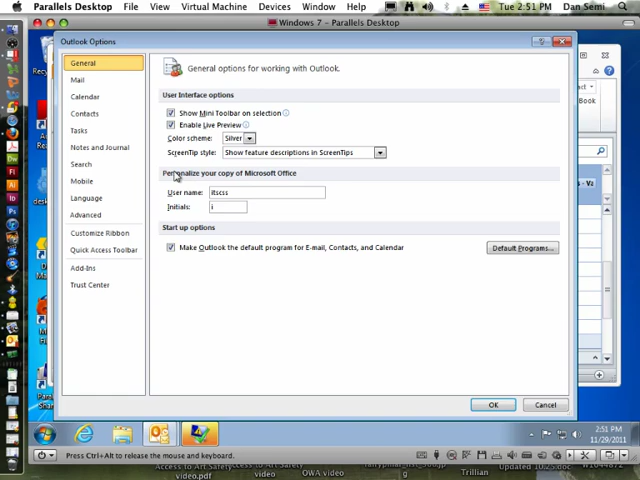 Parallels Desktop File View Virtual Machine Devices Window Help Tue 2:51 PM Dan Semi
Windows 7 - Parallels Desktop
Outlook Options
General
General options for working with Outlook.
Mail
User Interface options
Calendar
Show Mini Toolbar on selection
Contacts
Enable Live Preview
Tasks
Color scheme: Silver
Notes and Journal
ScreenTip style: Show feature descriptions in ScreenTips
Search
Personalize your copy of Microsoft Office
Mobile
User name: itscss
Language
Initials: i
Advanced
Start up options
Customize Ribbon
Make Outlook the default program for E-mail, Contacts, and Calendar
Default Programs...
Quick Access Toolbar
Add-Ins
Trust Center
Book
OK Cancel
2:51 PM
11/29/2011
Press Ctrl+Alt to release the mouse and keyboard.
Access to Art Safety video.pdf
OWA video
Trillian